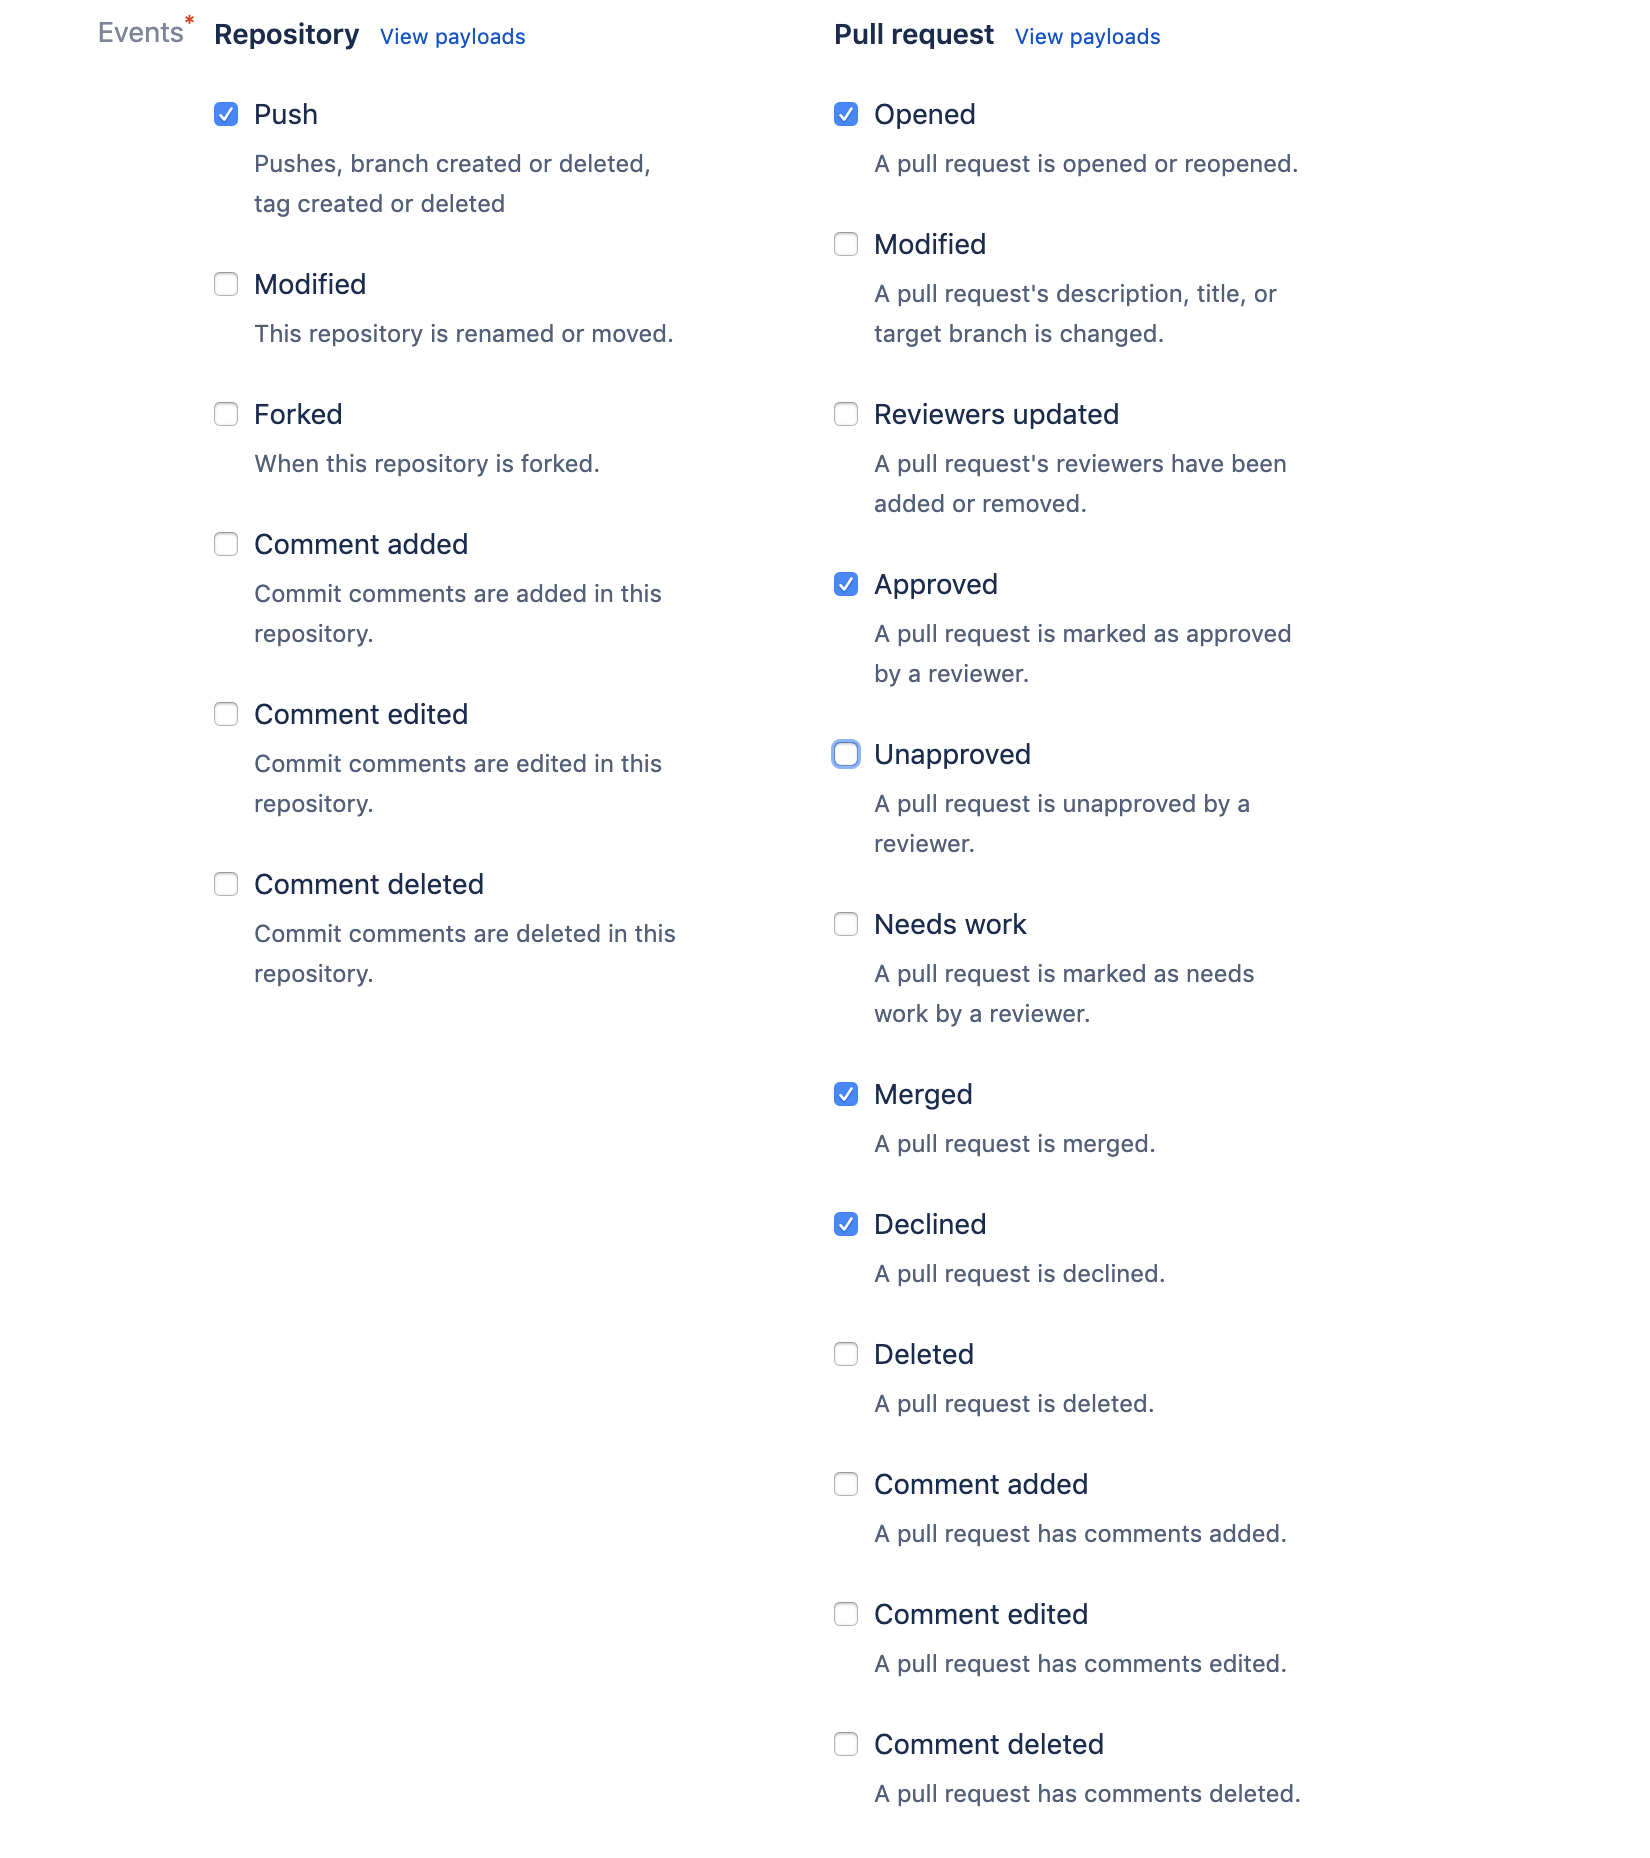 Events*
Repository View payloads
Push
Pushes, branch created or deleted,
tag created or deleted
Modified
This repository is renamed or moved.
Forked
When this repository is forked.
Comment added
Commit comments are added in this
repository.
Comment edited
Commit comments are edited in this
repository.
Comment deleted
Commit comments are deleted in this
repository.
Pull request View payloads
Opened
A pull request is opened or reopened.
Modified
A pull request's description, title, or
target branch is changed.
Reviewers updated
A pull request's reviewers have been
added or removed.
Approved
A pull request is marked as approved
by a reviewer.
Unapproved
A pull request is unapproved by a
reviewer.
Needs work
A pull request is marked as needs
work by a reviewer.
Merged
A pull request is merged.
Declined
A pull request is declined.
Deleted
A pull request is deleted.
Comment added
A pull request has comments added.
Comment edited
A pull request has comments edited.
Comment deleted
A pull request has comments deleted.